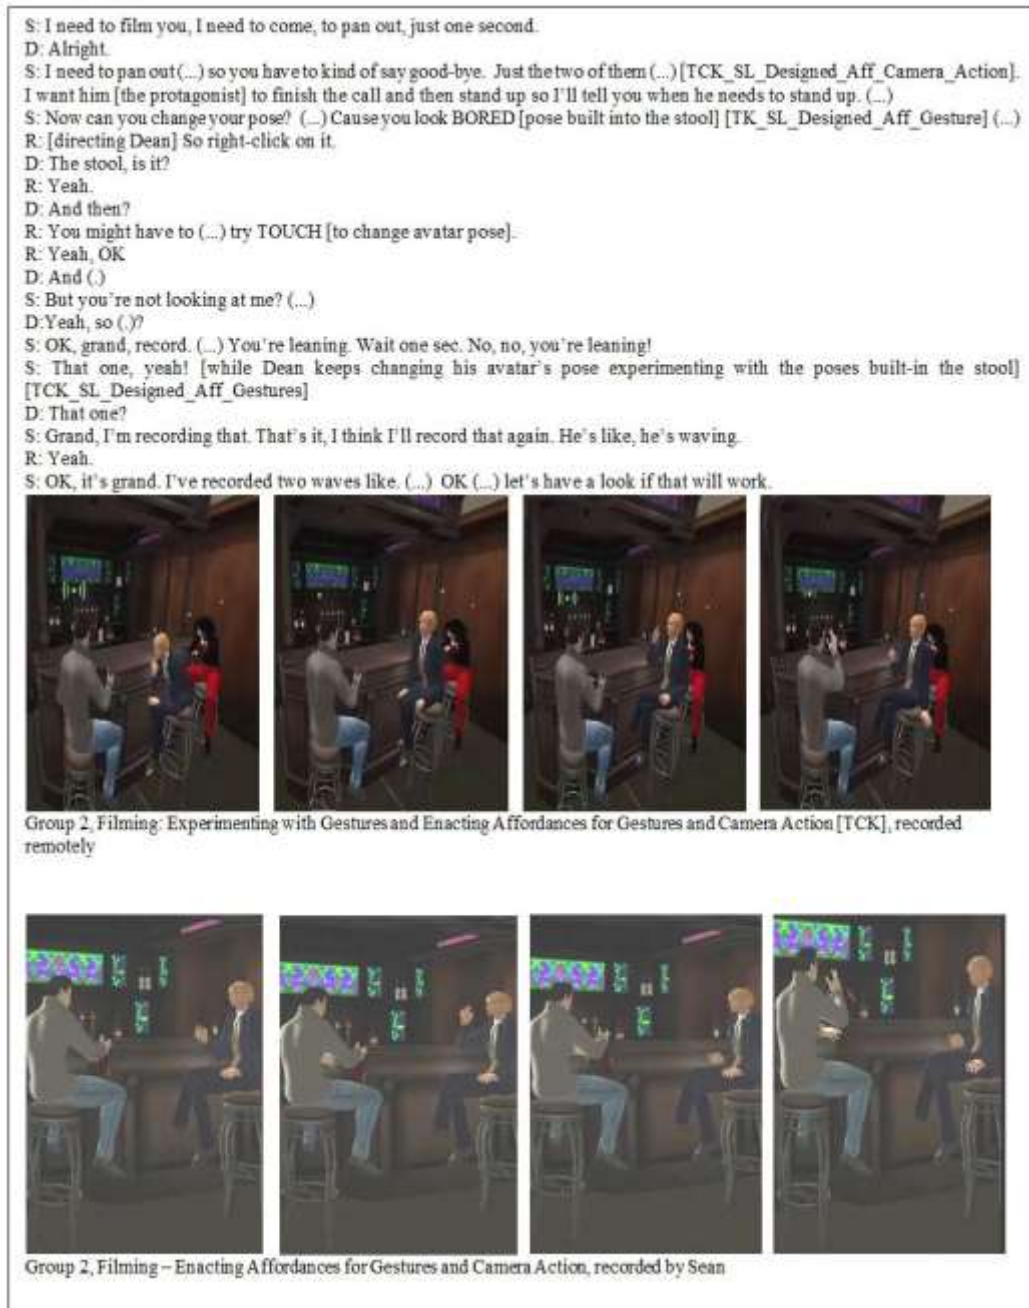 S: I need to film you, I need to come, to pan out, just one second.
D: Alright.
S: I need to pan out (...) so you have to kind of say good-bye. Just the two of them (...) [TCK_SL_Designed_Aff_Camera_Action].
I want him [the protagonist] to finish the call and then stand up so I'll tell you when he needs to stand up. (...)
S: Now can you change your pose? (...) Cause you look BORED [pose built into the stool] [TK_SL_Designed_Aff_Gesture] (...)
R: [directing Dean] So right-click on it.
D: The stool, is it?
R: Yeah.
D: And then?
R: You might have to (...) try TOUCH [to change avatar pose].
R: Yeah, OK
D: And (.)
S: But you're not looking at me? (...)
D:Yeah, so (.)?
S: OK, grand, record. (...) You're leaning. Wait one sec. No, no, you're leaning!
S: That one, yeah! [while Dean keeps changing his avatar's pose experimenting with the poses built-in the stool]
[TCK_SL_Designed_Aff_Gestures]
D: That one?
S: Grand, I'm recording that. That's it, I think I'll record that again. He's like, he's waving.
R: Yeah.
S: OK, it's grand. I've recorded two waves like. (...) OK (...) let's have a look if that will work.
Group 2, Filming: Experimenting with Gestures and Enacting Affordances for Gestures and Camera Action [TCK], recorded
remotely
Group 2, Filming – Enacting Affordances for Gestures and Camera Action, recorded by Sean